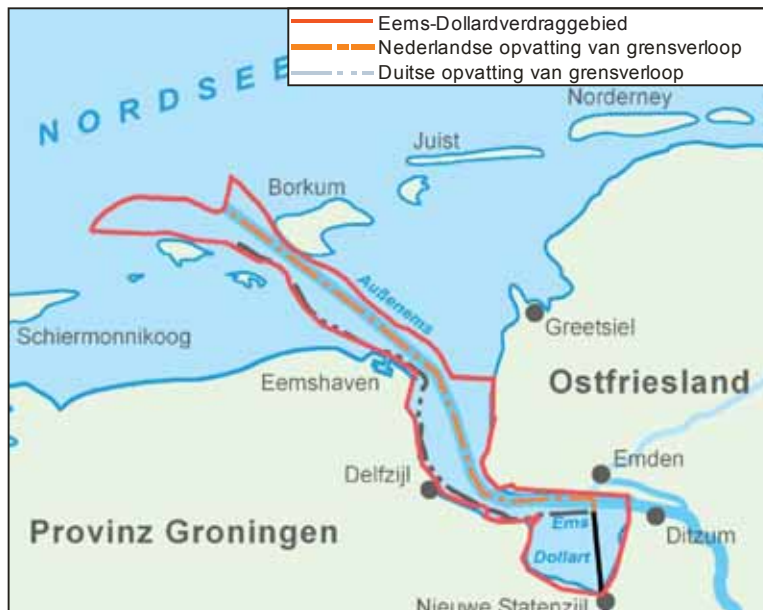 Eems-Dollardverdraggebied
Nederlandse opvatting van grensverloop
Duitse opvatting van grensverloop
NORDSEE
Norderney
Juist
Borkum
Außenems
Schiermonnikoog
Greetsiel
Eemshaven
Ostfriesland
Delfzijl
Emden
Provinz Groningen
Ems
Ditzum
Dollart
Nieuwe Statenzijl